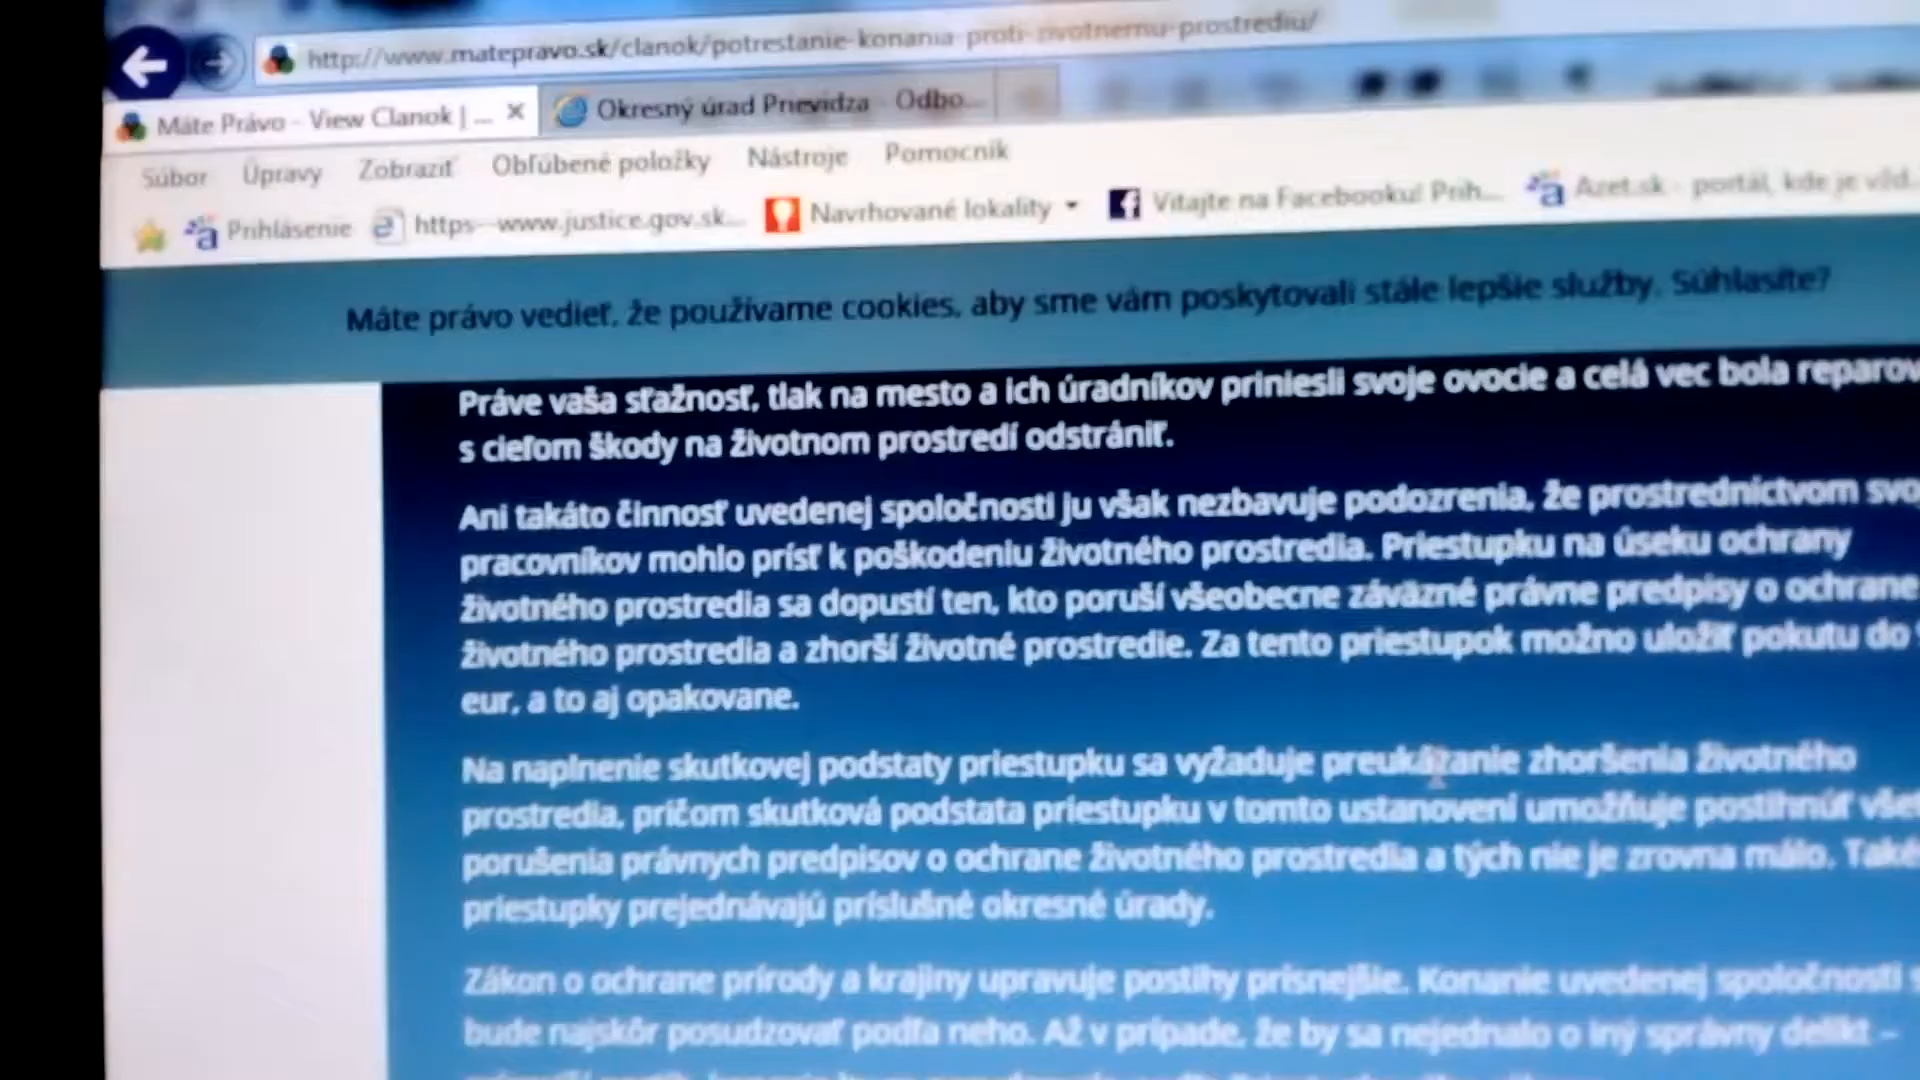 http://www.matepravo.sk/clanok/potrestanie-konania-proti-zivotnemu-prostrediu/
Máte Právo - View Clanok | ...
Okresný úrad Prievidza - Odbo...
Súbor Úpravy Zobraziť Obľúbené položky Nástroje Pomocník
Prihlásenie https--www.justice.gov.sk... Navrhované lokality Vitajte na Facebooku! Prih... Azet.sk - portál, kde je vžd...
Máte právo vedieť, že používame cookies, aby sme vám poskytovali stále lepšie služby. Súhlasíte?
Práve vaša sťažnosť, tlak na mesto a ich úradníkov priniesli svoje ovocie a celá vec bola reparov
s cieľom škody na životnom prostredí odstrániť.
Ani takáto činnosť uvedenej spoločnosti ju však nezbavuje podozrenia, že prostredníctvom svo
pracovníkov mohlo prísť k poškodeniu životného prostredia. Priestupku na úseku ochrany
životného prostredia sa dopustí ten, kto poruší všeobecne záväzné právne predpisy o ochrane
životného prostredia a zhorší životné prostredie. Za tento priestupok možno uložiť pokutu do
eur, a to aj opakovane.
Na naplnenie skutkovej podstaty priestupku sa vyžaduje preukázanie zhoršenia životného
prostredia, pričom skutková podstata priestupku v tomto ustanovení umožňuje postihnúť všet
porušenia právnych predpisov o ochrane životného prostredia a tých nie je zrovna málo. Také
priestupky prejednávajú príslušné okresné úrady.
Zákon o ochrane prírody a krajiny upravuje postihy prísnejšie. Konanie uvedenej spoločnosti s
bude najskôr posudzovať podľa neho. Až v prípade, že by sa nejednalo o iný správny delikt –